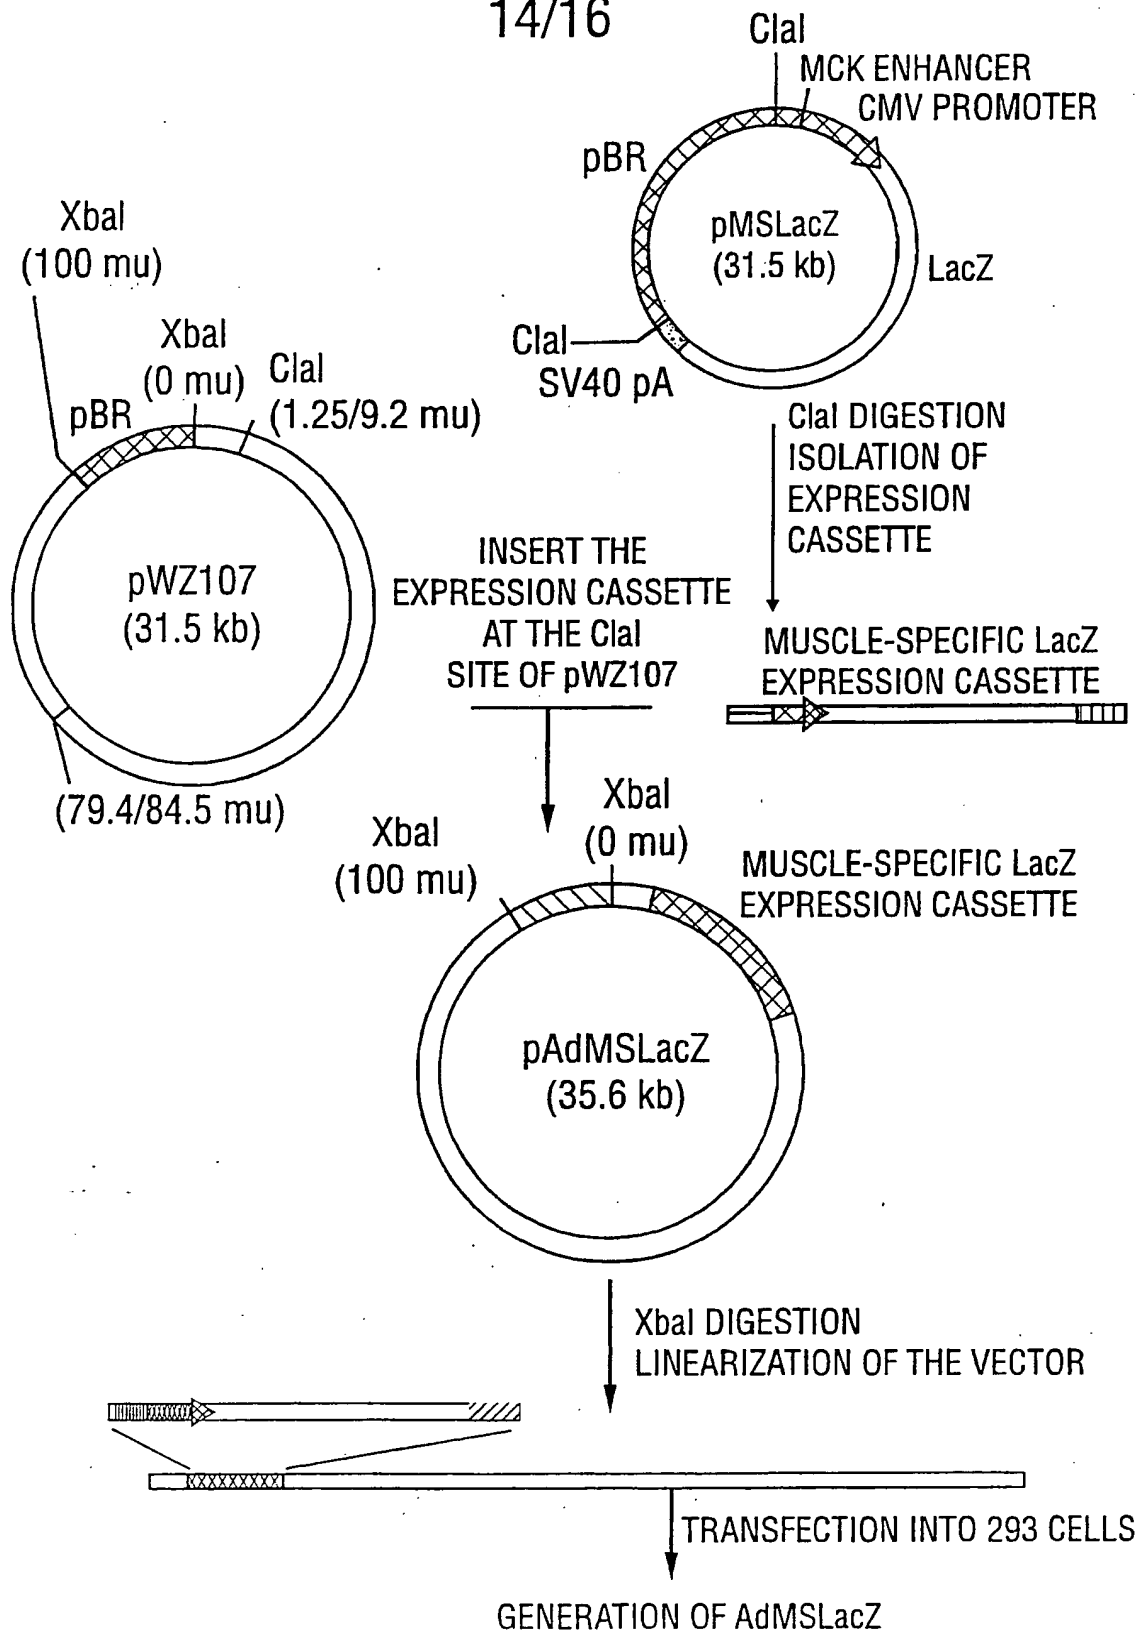 14/16
ClaI
MCK ENHANCER
CMV PROMOTER
pBR
pMSLacZ
(31.5 kb)
LacZ
ClaI
SV40 pA
XbaI
(100 mu)
XbaI
(0 mu)
ClaI
(1.25/9.2 mu)
pBR
pWZ107
(31.5 kb)
(79.4/84.5 mu)
ClaI DIGESTION
ISOLATION OF
EXPRESSION
CASSETTE
INSERT THE
EXPRESSION CASSETTE
AT THE ClaI
SITE OF pWZ107
MUSCLE-SPECIFIC LacZ
EXPRESSION CASSETTE
XbaI
(100 mu)
XbaI
(0 mu)
MUSCLE-SPECIFIC LacZ
EXPRESSION CASSETTE
pAdMSLacZ
(35.6 kb)
XbaI DIGESTION
LINEARIZATION OF THE VECTOR
TRANSFECTION INTO 293 CELLS
GENERATION OF AdMSLacZ